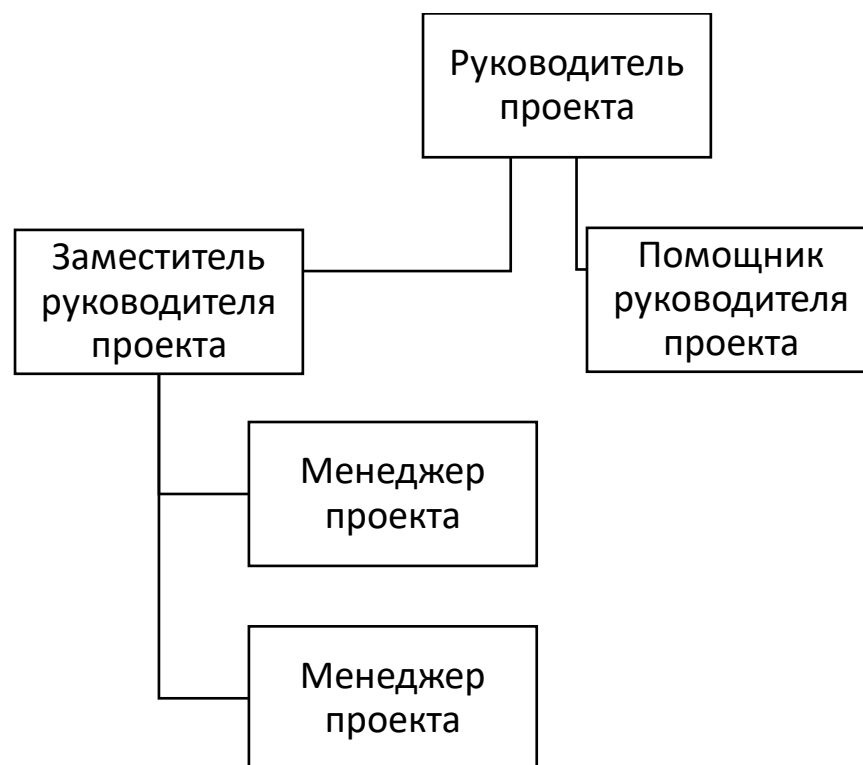 Руководитель
проекта
Заместитель
руководителя
проекта
Помощник
руководителя
проекта
Менеджер
проекта
Менеджер
проекта